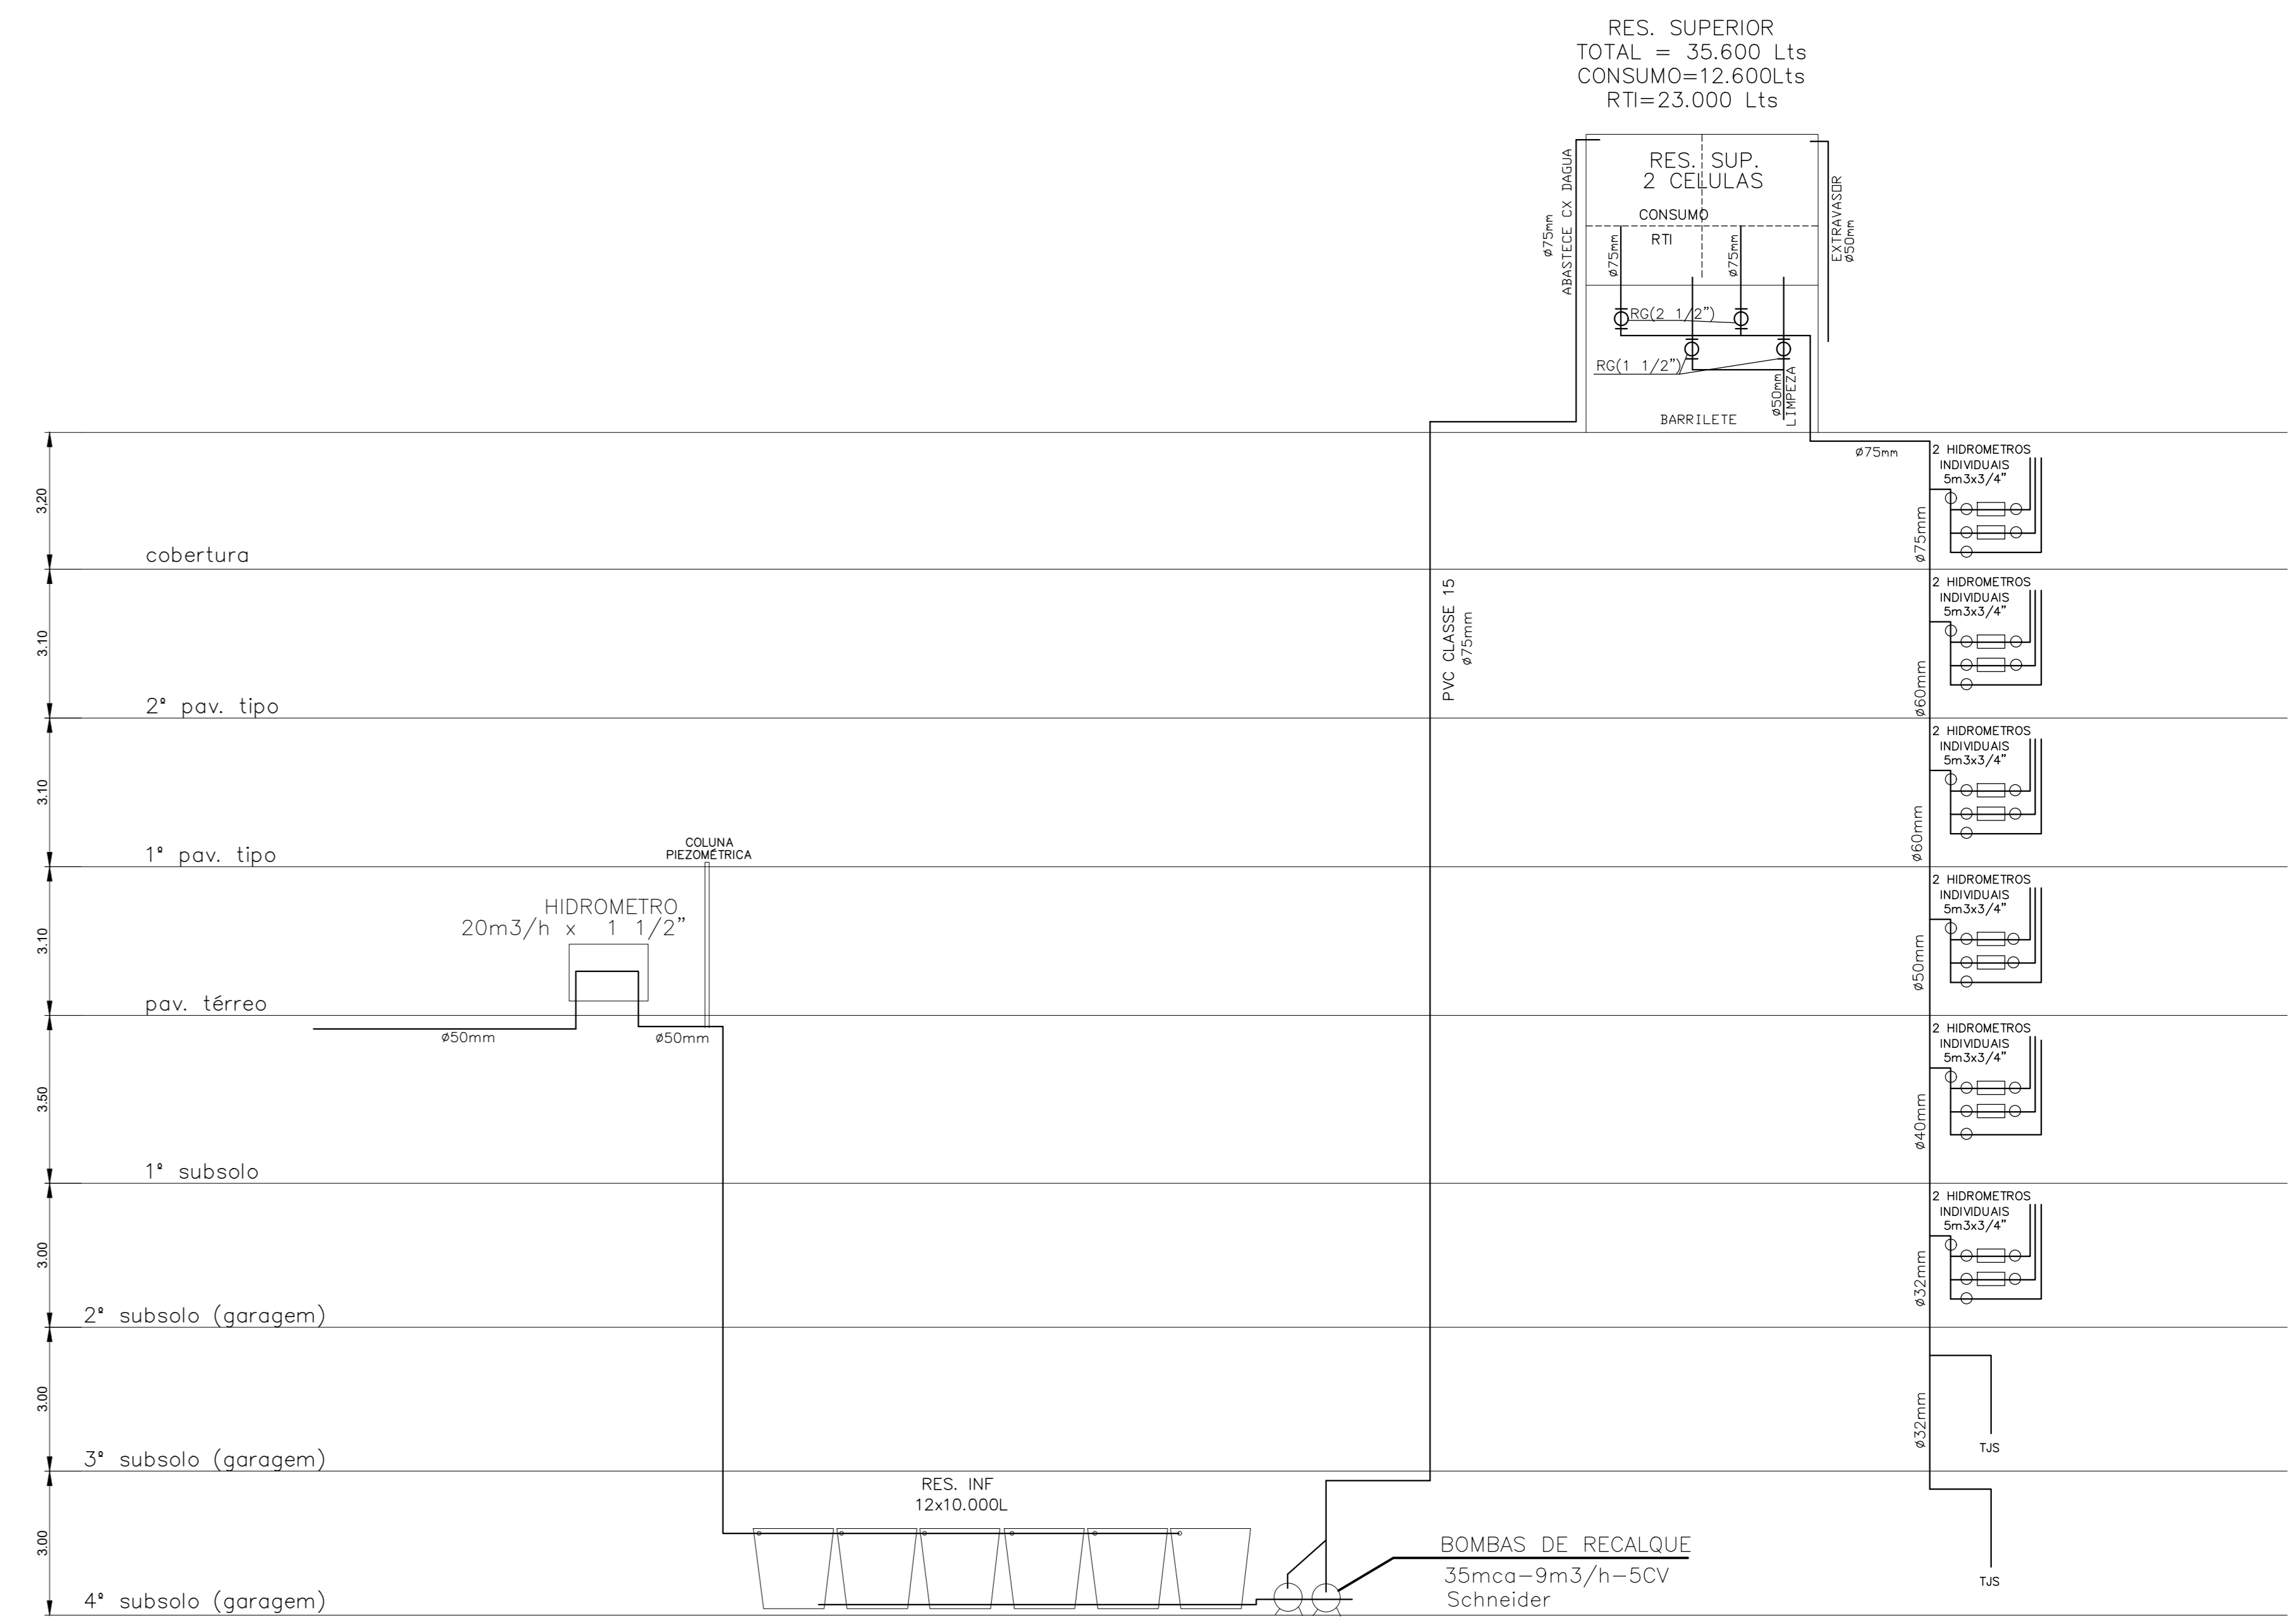 RES. SUPERIOR
TOTAL = 35.600 Lts
CONSUMO=12.600Lts
RTI=23.000 Lts
ABASTECE CX DAGUA
ø75mm
RES. SUP.
2 CELULAS
CONSUMO
RTI
ø75mm
ø75mm
EXTRAVASOR
ø50mm
RG(2 1/2")
RG(1 1/2")
ø50mm
LIMPEZA
BARRILETE
ø75mm
3,20
cobertura
2 HIDROMETROS
INDIVIDUAIS
5m3x3/4"
ø75mm
3.10
2º pav. tipo
PVC CLASSE 15
ø75mm
2 HIDROMETROS
INDIVIDUAIS
5m3x3/4"
ø60mm
3.10
1º pav. tipo
2 HIDROMETROS
INDIVIDUAIS
5m3x3/4"
ø60mm
COLUNA
PIEZOMÉTRICA
HIDROMETRO
20m3/h x 1 1/2"
3.10
pav. térreo
2 HIDROMETROS
INDIVIDUAIS
5m3x3/4"
ø50mm
ø50mm
ø50mm
3.50
1º subsolo
2 HIDROMETROS
INDIVIDUAIS
5m3x3/4"
ø40mm
3.00
2º subsolo (garagem)
2 HIDROMETROS
INDIVIDUAIS
5m3x3/4"
ø32mm
3.00
3º subsolo (garagem)
ø32mm
TJS
RES. INF
12x10.000L
3.00
4º subsolo (garagem)
BOMBAS DE RECALQUE
35mca-9m3/h-5CV
Schneider
TJS